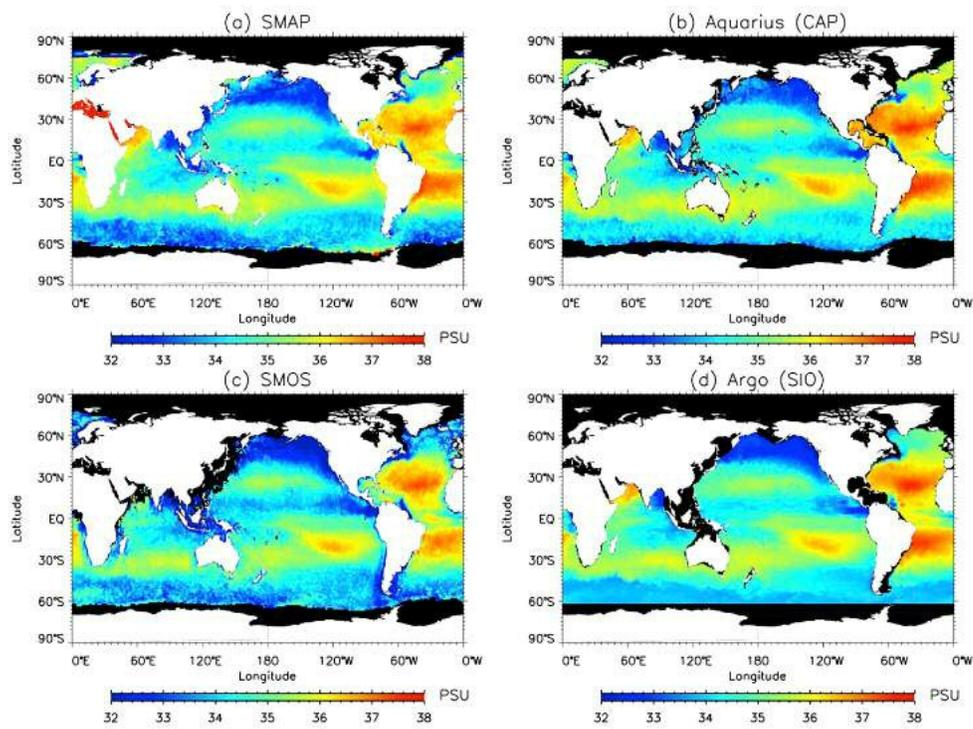 (a) SMAP
90°N
60°N
30°N
EQ
30°S
60°S
90°S
Latitude
0°E 60°E 120°E 180 120°W 60°W 0°W
Longitude
32 33 34 35 36 37 38
PSU
(b) Aquarius (CAP)
90°N
60°N
30°N
EQ
30°S
60°S
90°S
Latitude
0°E 60°E 120°E 180 120°W 60°W 0°W
Longitude
32 33 34 35 36 37 38
PSU
(c) SMOS
90°N
60°N
30°N
EQ
30°S
60°S
90°S
Latitude
0°E 60°E 120°E 180 120°W 60°W 0°W
Longitude
32 33 34 35 36 37 38
PSU
(d) Argo (SIO)
90°N
60°N
30°N
EQ
30°S
60°S
90°S
Latitude
0°E 60°E 120°E 180 120°W 60°W 0°W
Longitude
32 33 34 35 36 37 38
PSU